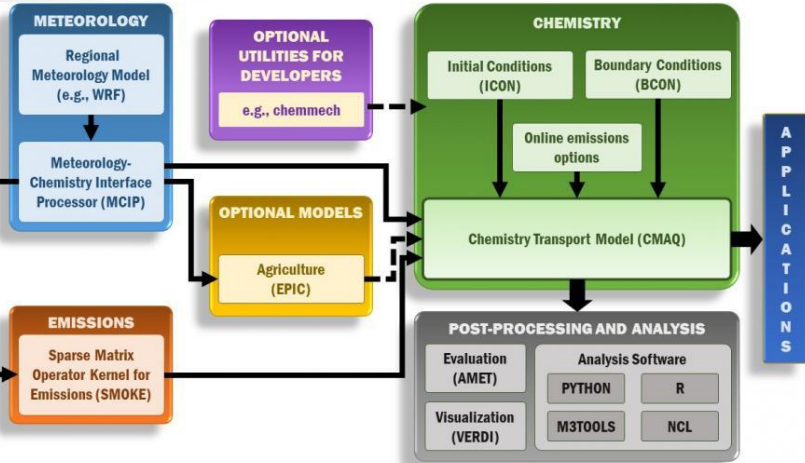 METEOROLOGY
Regional
Meteorology Model
(e.g., WRF)
Meteorology-
Chemistry Interface
Processor (MCIP)
OPTIONAL
UTILITIES FOR
DEVELOPERS
e.g., chemmech
OPTIONAL MODELS
Agriculture
(EPIC)
EMISSIONS
Sparse Matrix
Operator Kernel for
Emissions (SMOKE)
CHEMISTRY
Initial Conditions
(ICON)
Boundary Conditions
(BCON)
Online emissions
options
Chemistry Transport Model (CMAQ)
POST-PROCESSING AND ANALYSIS
Evaluation
(AMET)
Visualization
(VERDI)
Analysis Software
PYTHON
R
M3TOOLS
NCL
APPLICATIONS